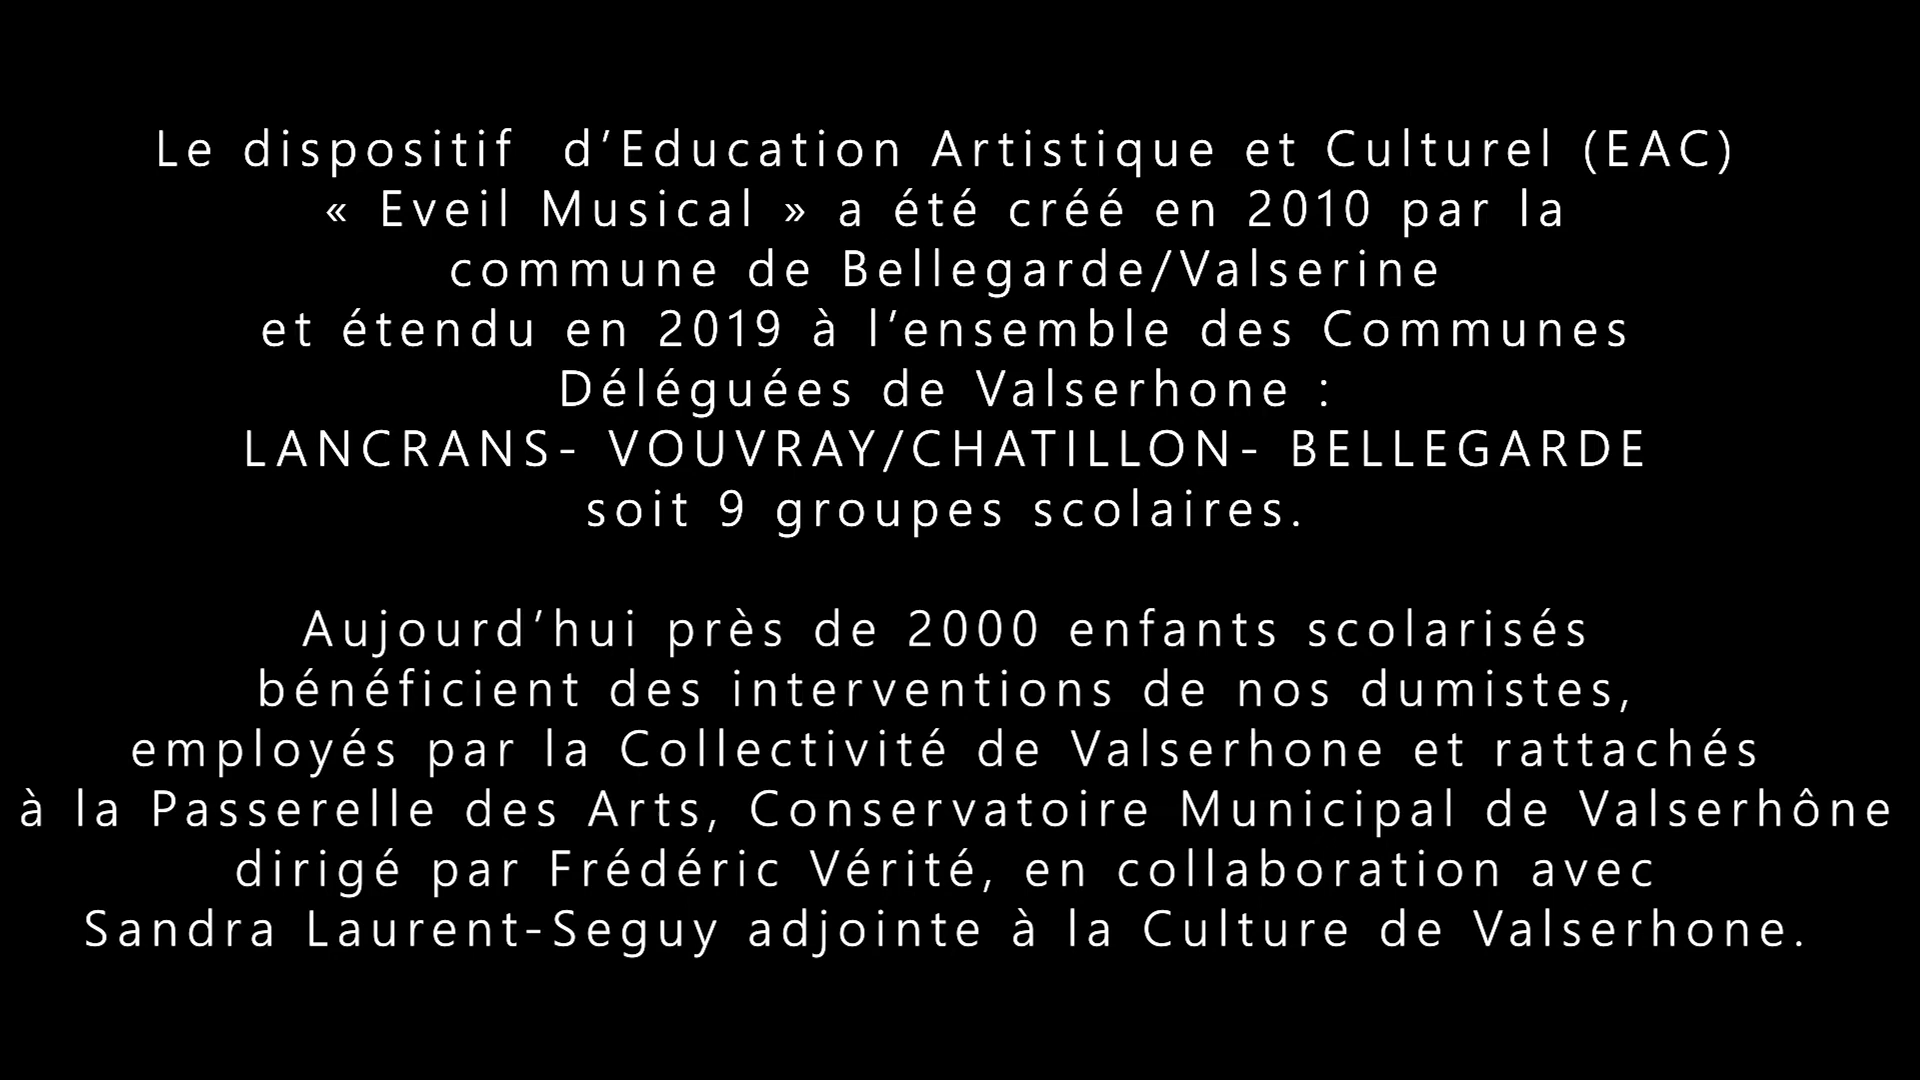 Le dispositif  d’Education Artistique et Culturel (EAC)
« Eveil Musical » a été créé en 2010 par la
commune de Bellegarde/Valserine
et étendu en 2019 à l’ensemble des Communes
Déléguées de Valserhone :
LANCRANS- VOUVRAY/CHATILLON- BELLEGARDE
soit 9 groupes scolaires.
Aujourd’hui près de 2000 enfants scolarisés
bénéficient des interventions de nos dumistes,
employés par la Collectivité de Valserhone et rattachés
à la Passerelle des Arts, Conservatoire Municipal de Valserhône
dirigé par Frédéric Vérité, en collaboration avec
Sandra Laurent-Seguy adjointe à la Culture de Valserhone.